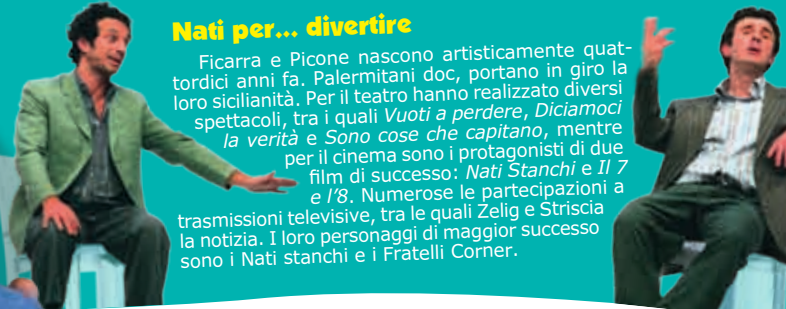 Nati per... divertire
Ficarra e Picone nascono artisticamente quat-
tordici anni fa. Palermitani doc, portano in giro la
loro sicilianità. Per il teatro hanno realizzato diversi
spettacoli, tra i quali Vuoti a perdere, Diciamoci
la verità e Sono cose che capitano, mentre
per il cinema sono i protagonisti di due
film di successo: Nati Stanchi e Il 7
e l’8. Numerose le partecipazioni a
trasmissioni televisive, tra le quali Zelig e Striscia
la notizia. I loro personaggi di maggior successo
sono i Nati stanchi e i Fratelli Corner.